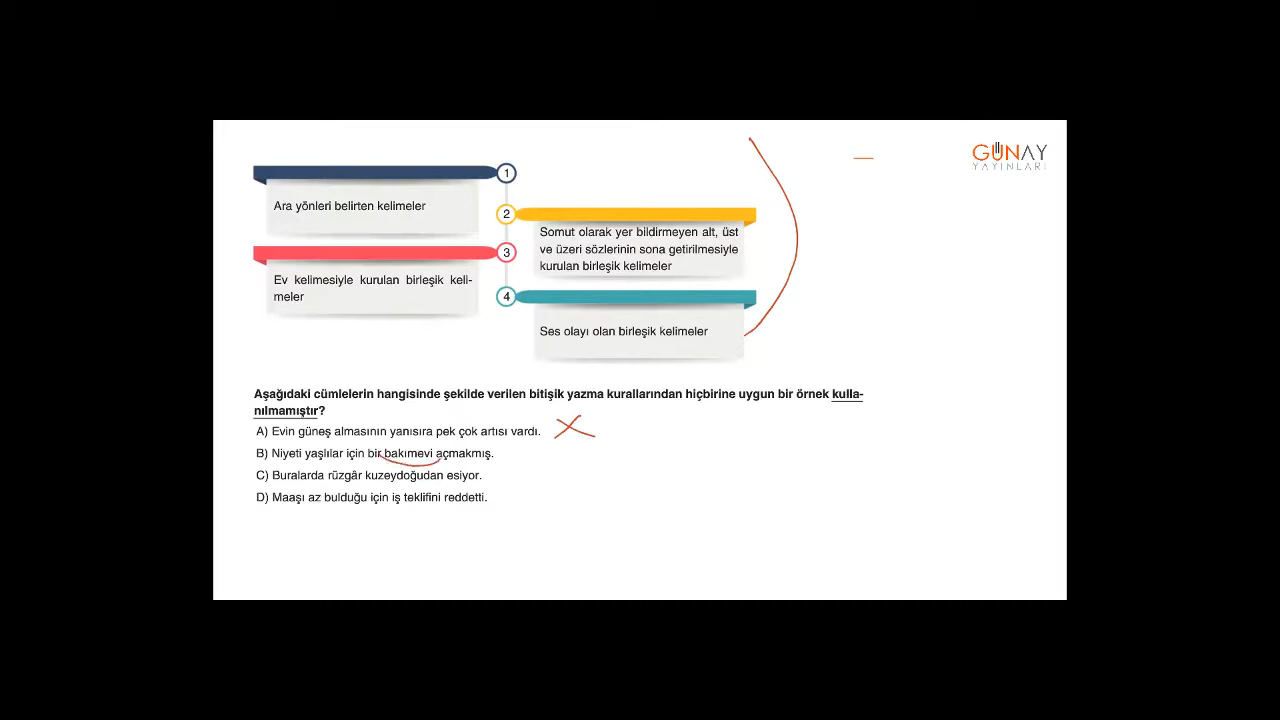 GÜNAY
YAYINLARI
1
Ara yönleri belirten kelimeler
2
Somut olarak yer bildirmeyen alt, üst
ve üzeri sözlerinin sona getirilmesiyle
kurulan birleşik kelimeler
3
Ev kelimesiyle kurulan birleşik keli-
meler
4
Ses olayı olan birleşik kelimeler
Aşağıdaki cümlelerin hangisinde şekilde verilen bitişik yazma kurallarından hiçbirine uygun bir örnek kulla-
nılmamıştır?
A) Evin güneş almasının yanısıra pek çok artısı vardı.
B) Niyeti yaşlılar için bir bakımevi açmakmış.
C) Buralarda rüzgâr kuzeydoğudan esiyor.
D) Maaşı az bulduğu için iş teklifini reddetti.